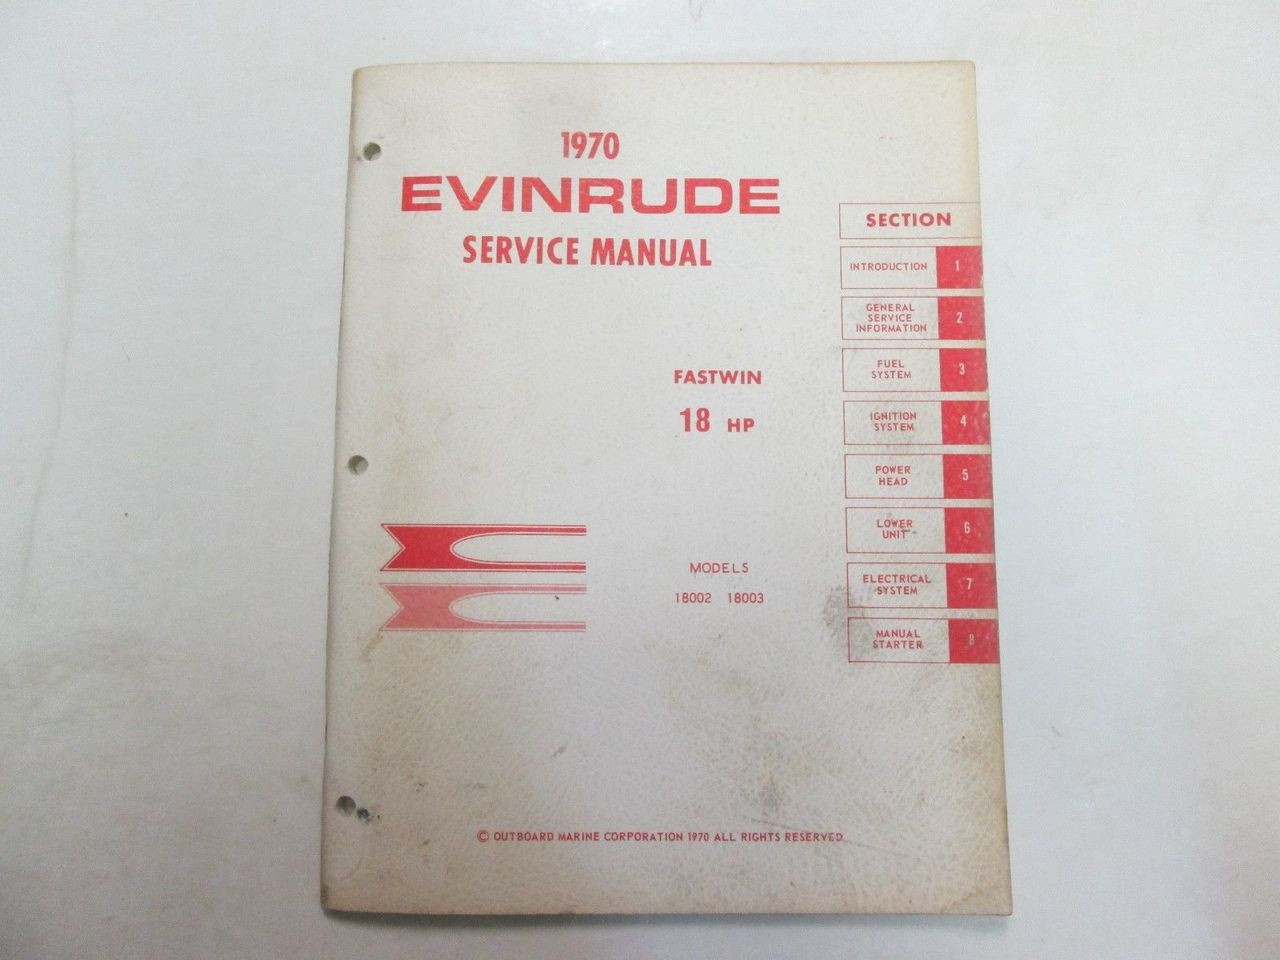 1970
EVINRUDE
SERVICE MANUAL
FASTWIN
18 HP
MODELS
18002 18003
© OUTBOARD MARINE CORPORATION 1970 ALL RIGHTS RESERVED
SECTION
INTRODUCTION 1
GENERAL
SERVICE 2
INFORMATION
FUEL
SYSTEM 3
IGNITION
SYSTEM 4
POWER
HEAD 5
LOWER
UNIT 6
ELECTRICAL
SYSTEM 7
MANUAL
STARTER 8